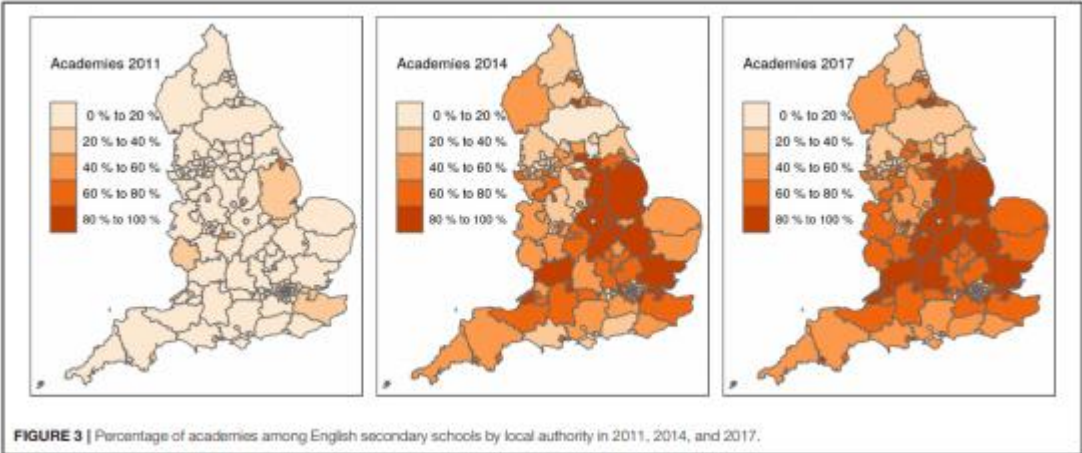 Academies 2011
0 % to 20 %
20 % to 40 %
40 % to 60 %
60 % to 80 %
80 % to 100 %
Academies 2014
0 % to 20 %
20 % to 40 %
40 % to 60 %
60 % to 80 %
80 % to 100 %
Academies 2017
0 % to 20 %
20 % to 40 %
40 % to 60 %
60 % to 80 %
80 % to 100 %
FIGURE 3 | Percentage of academies among English secondary schools by local authority in 2011, 2014, and 2017.